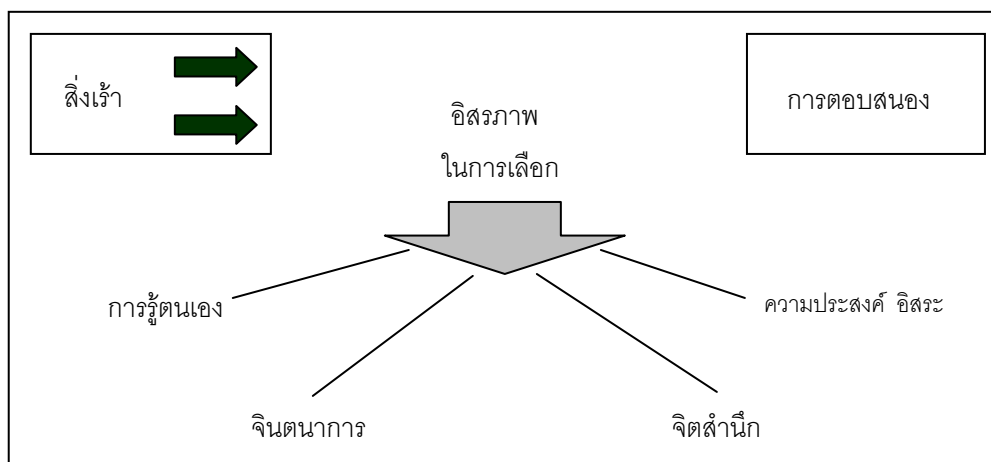 สิ่งเร้า
อิสรภาพ
ในการเลือก
การตอบสนอง
การรู้ตนเอง
ความประสงค์ อิสระ
จินตนาการ
จิตสำนึก